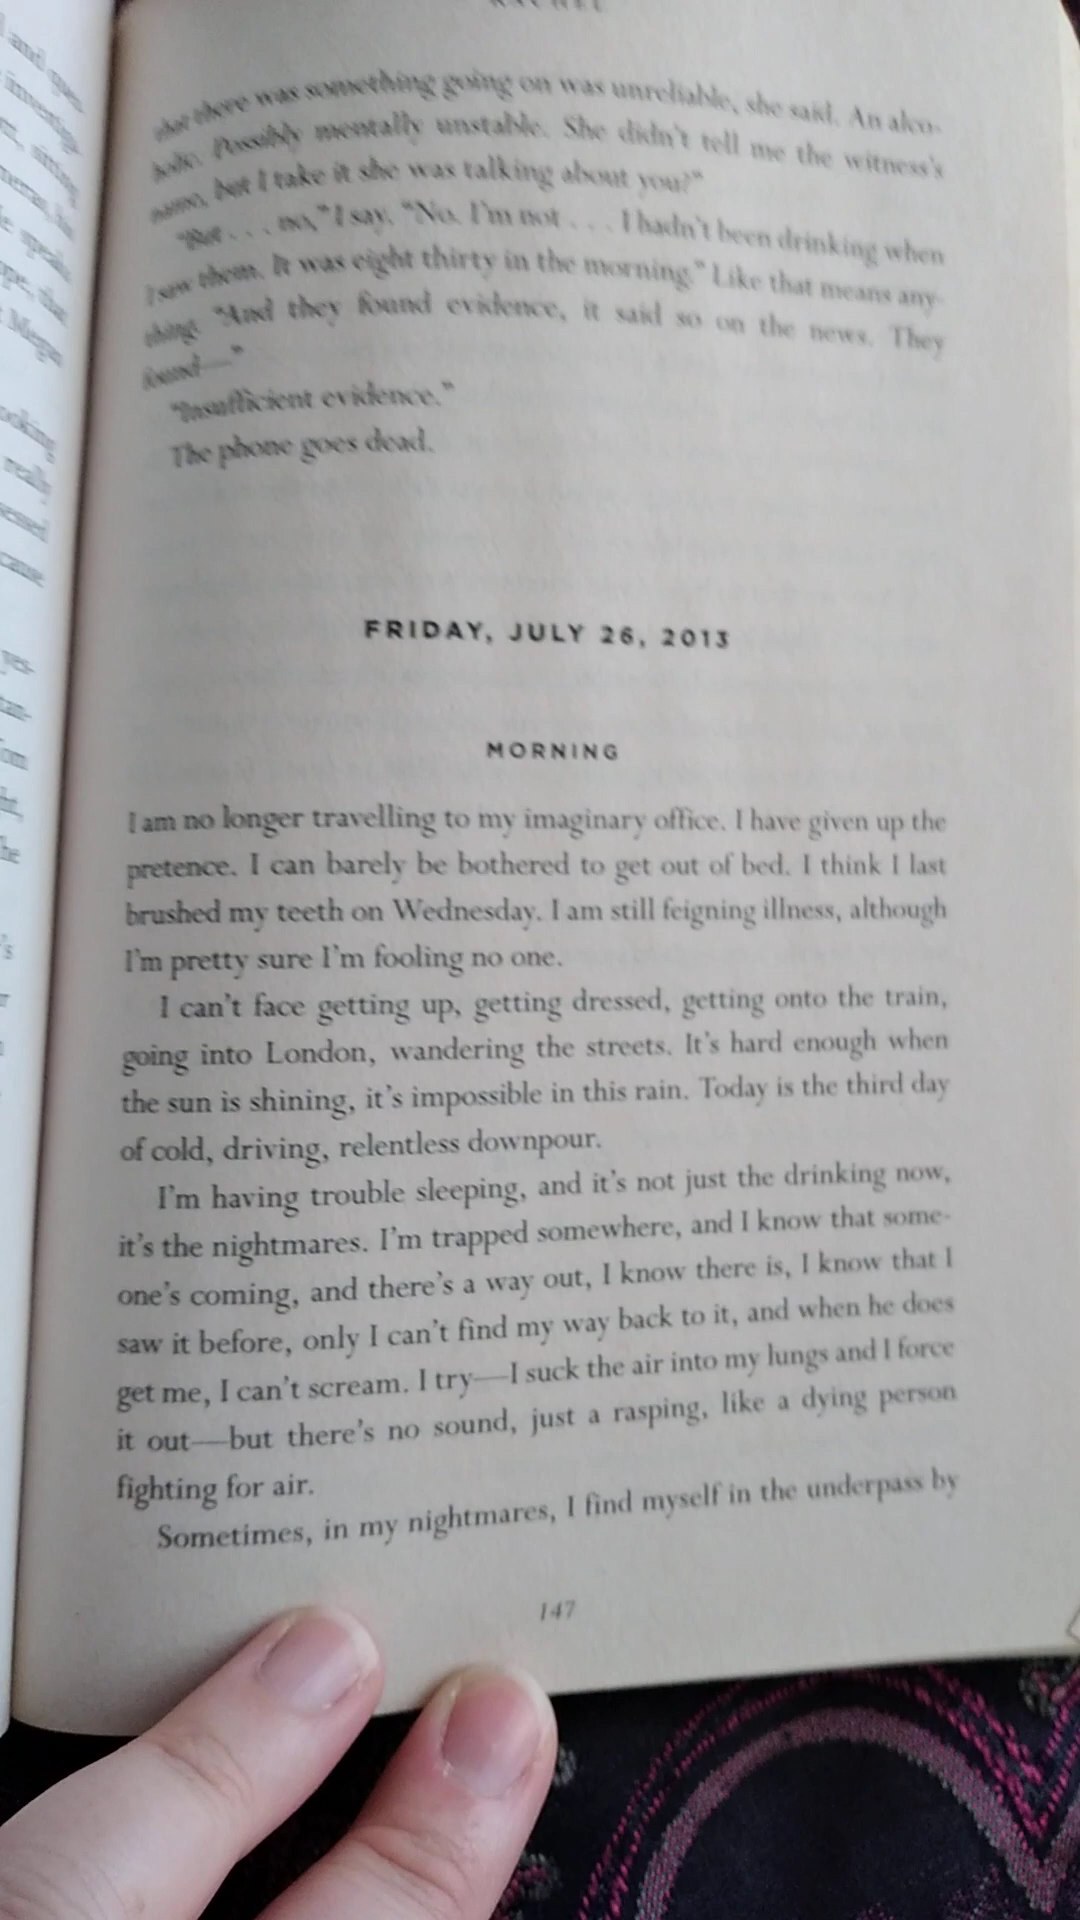 RACHEL
that there was something going on was unreliable, she said. An alco-
holic. Possibly mentally unstable. She didn't tell me the witness's
name, but I take it she was talking about you?"
"But . . . no," I say. "No. I'm not . . . I hadn't been drinking when
I saw them. It was eight thirty in the morning." Like that means any-
thing. "And they found evidence, it said so on the news. They
found—"
"Insufficient evidence."
The phone goes dead.
FRIDAY, JULY 26, 2013
MORNING
I am no longer travelling to my imaginary office. I have given up the
pretence. I can barely be bothered to get out of bed. I think I last
brushed my teeth on Wednesday. I am still feigning illness, although
I'm pretty sure I'm fooling no one.
I can't face getting up, getting dressed, getting onto the train,
going into London, wandering the streets. It's hard enough when
the sun is shining, it's impossible in this rain. Today is the third day
of cold, driving, relentless downpour.
I'm having trouble sleeping, and it's not just the drinking now,
it's the nightmares. I'm trapped somewhere, and I know that some-
one's coming, and there's a way out, I know there is, I know that I
saw it before, only I can't find my way back to it, and when he does
get me, I can't scream. I try—I suck the air into my lungs and I force
it out—but there's no sound, just a rasping, like a dying person
fighting for air.
Sometimes, in my nightmares, I find myself in the underpass by
147